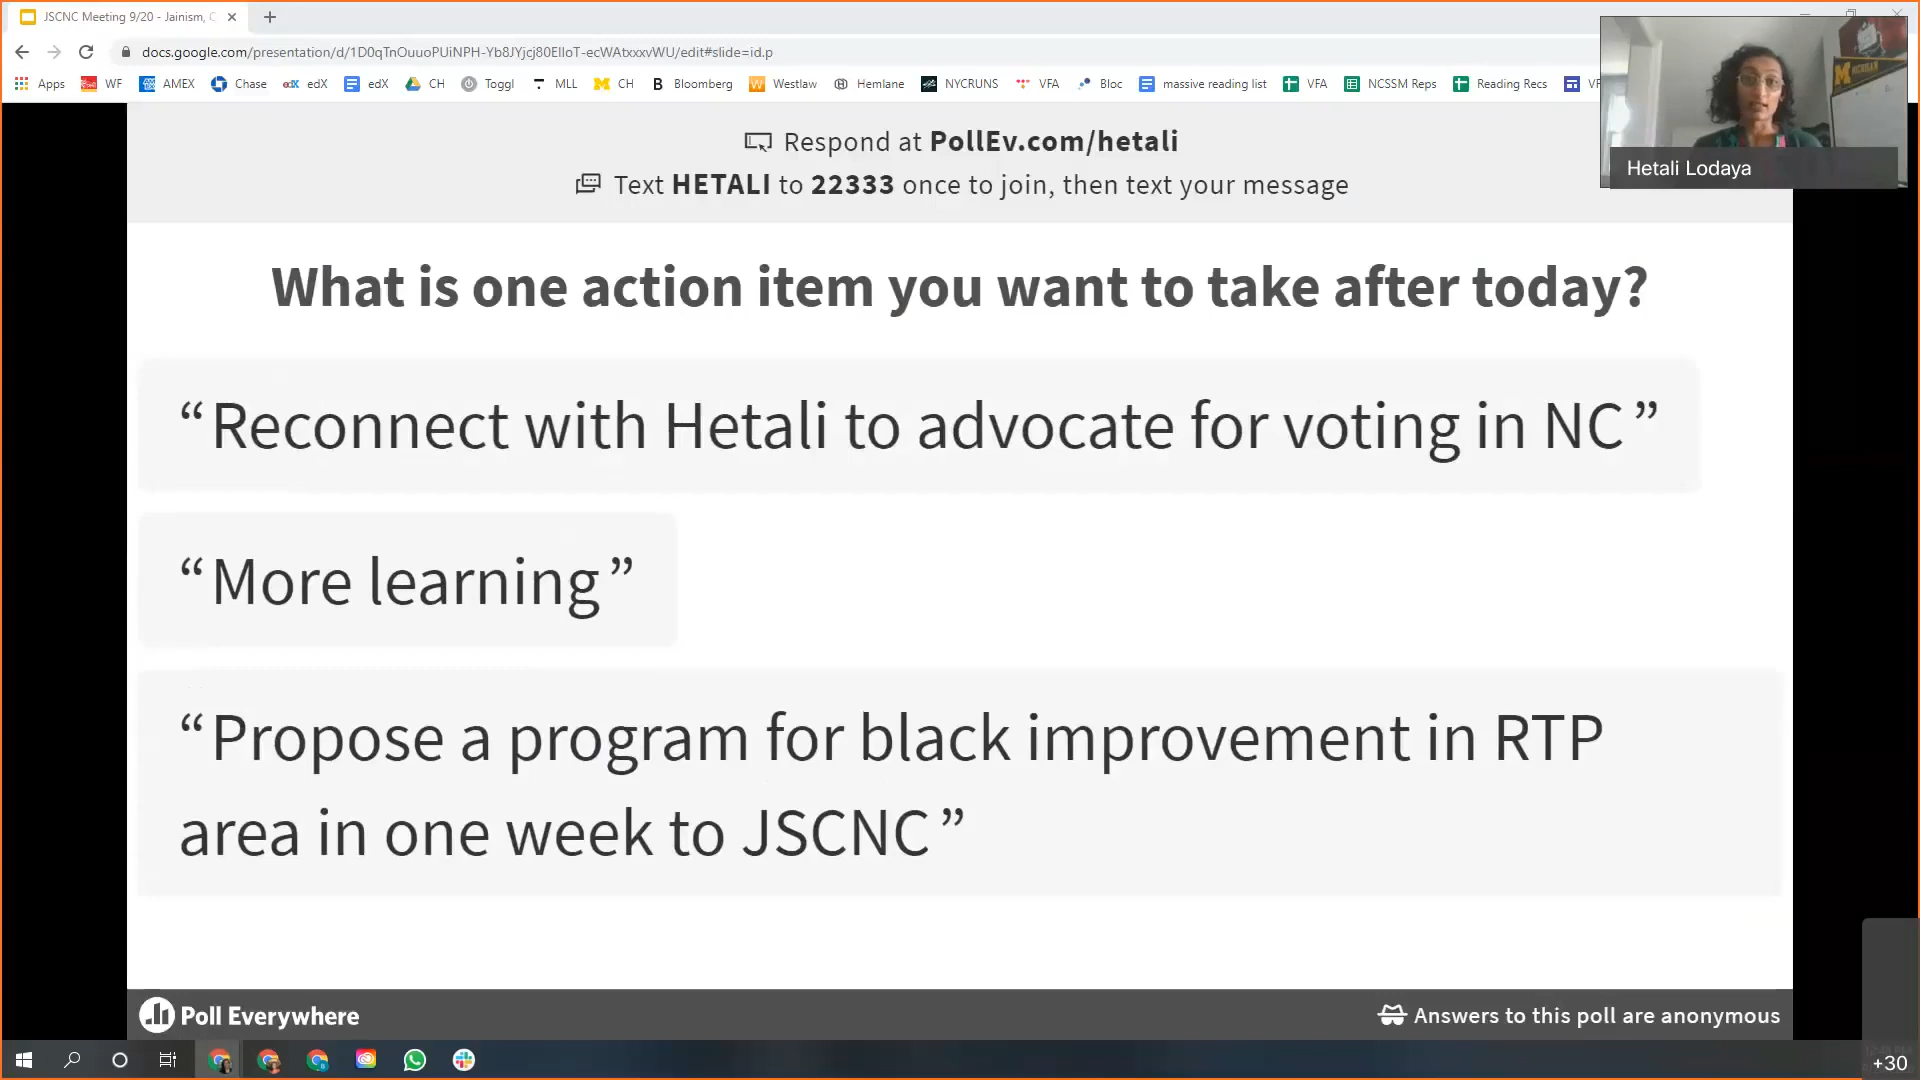 JSCNC Meeting 9/20 - Jainism, C
docs.google.com/presentation/d/1D0qTnOuuoPUiNPH-Yb8JYjcj80EIloT-ecWAtxxxvWU/edit#slide=id.p
Apps WF AMEX Chase edX edX CH Toggl MLL CH Bloomberg Westlaw Hemlane NYCRUNS VFA Bloc massive reading list VFA NCSSM Reps Reading Recs
Hetali Lodaya
Respond at PollEv.com/hetali
Text HETALI to 22333 once to join, then text your message
What is one action item you want to take after today?
“Reconnect with Hetali to advocate for voting in NC”
“More learning”
“Propose a program for black improvement in RTP
area in one week to JSCNC”
Poll Everywhere
Answers to this poll are anonymous
+30